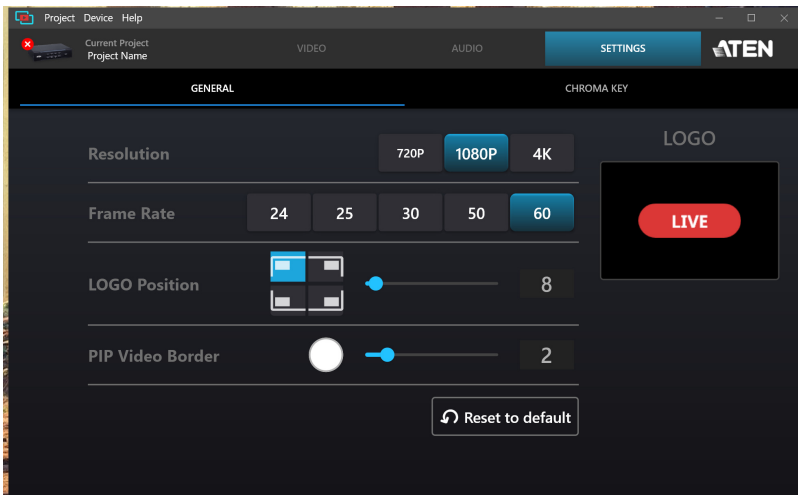 Project Device Help
Current Project
Project Name
VIDEO
AUDIO
SETTINGS
ATEN
GENERAL
CHROMA KEY
Resolution
720P
1080P
4K
LOGO
LIVE
Frame Rate
24
25
30
50
60
LOGO Position
8
PIP Video Border
2
Reset to default